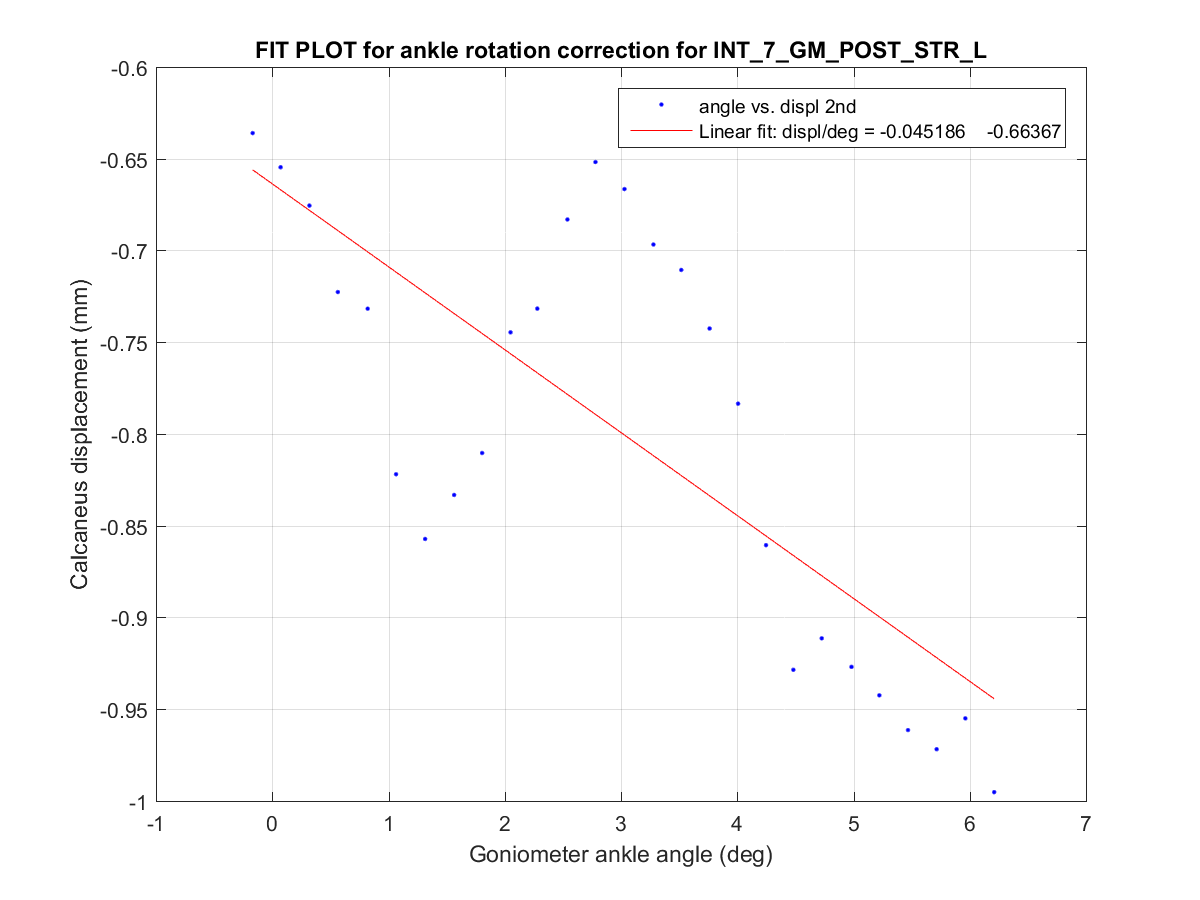 FIT PLOT for ankle rotation correction for INT_7_GM_POST_STR_L
-0.6
angle vs. displ 2nd
Linear fit: displ/deg = -0.045186    -0.66367
-0.65
-0.7
-0.75
-0.8
-0.85
-0.9
-0.95
-1
Calcaneus displacement (mm)
-1 0 1 2 3 4 5 6 7
Goniometer ankle angle (deg)